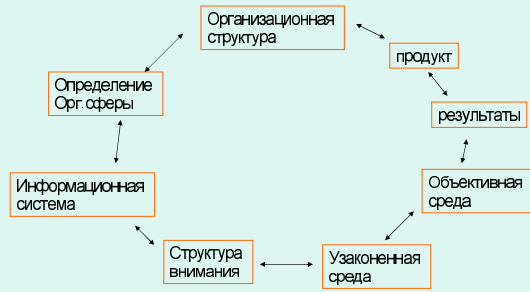 Организационная
структура
продукт
Определение
Орг.сферы
результаты
Информационная
система
Объективная
среда
Структура
внимания
Узаконенная
среда